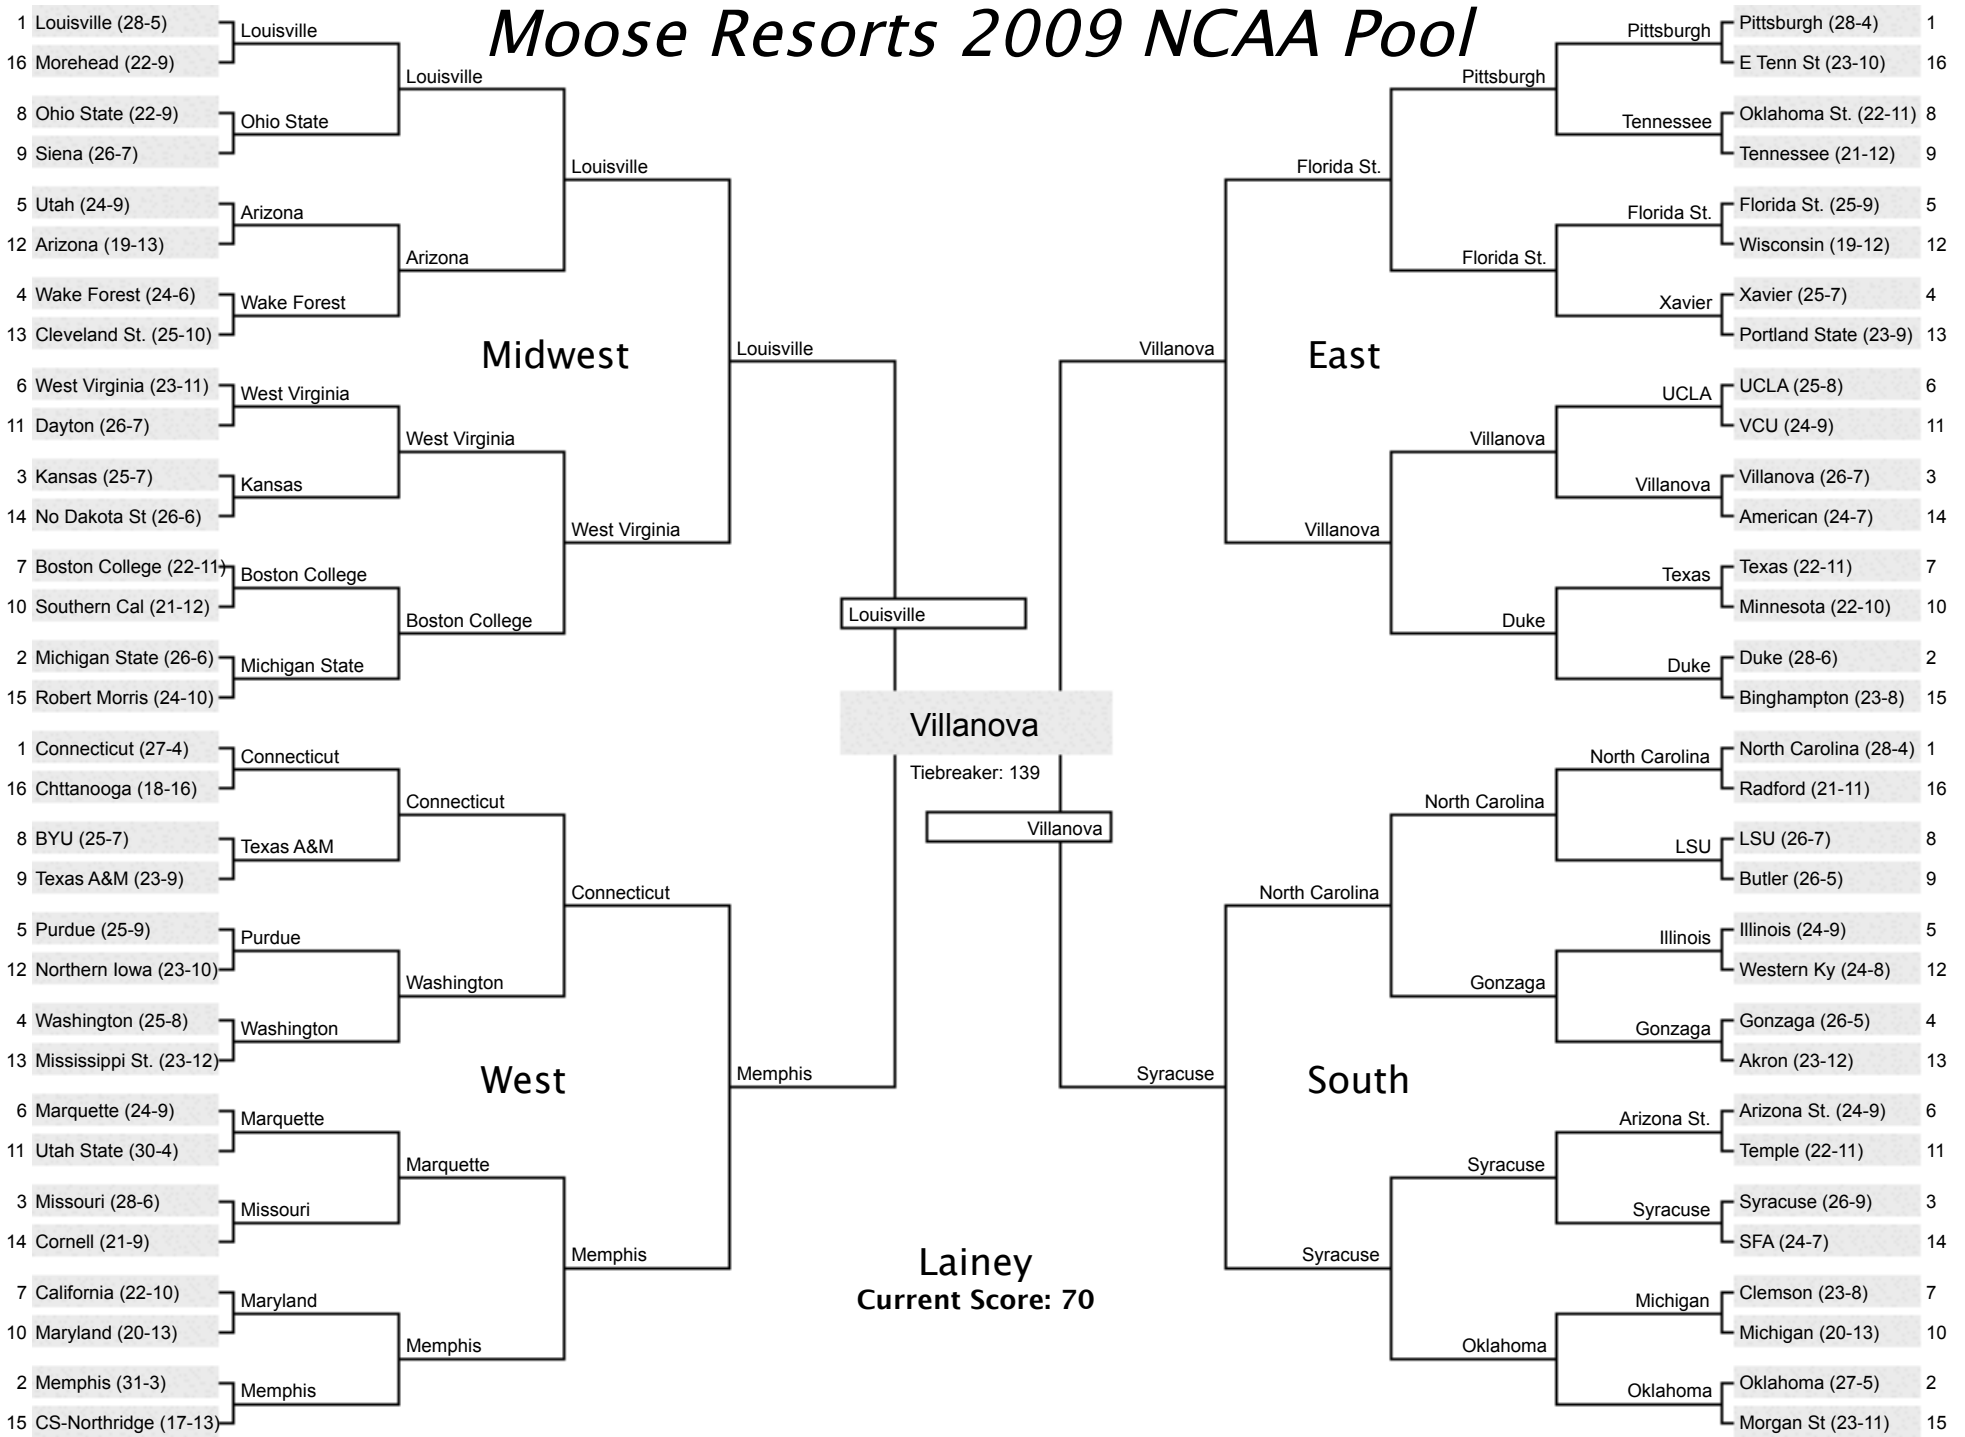 Moose Resorts 2009 NCAA Pool
1 Louisville (28-5)
16 Morehead (22-9)
8 Ohio State (22-9)
9 Siena (26-7)
5 Utah (24-9)
12 Arizona (19-13)
4 Wake Forest (24-6)
13 Cleveland St. (25-10)
6 West Virginia (23-11)
11 Dayton (26-7)
3 Kansas (25-7)
14 No Dakota St (26-6)
7 Boston College (22-11)
10 Southern Cal (21-12)
2 Michigan State (26-6)
15 Robert Morris (24-10)
Louisville
Ohio State
Arizona
Wake Forest
West Virginia
Kansas
Boston College
Michigan State
Louisville
Arizona
West Virginia
Boston College
Louisville
West Virginia
Midwest
Louisville
1 Connecticut (27-4)
16 Chttanooga (18-16)
8 BYU (25-7)
9 Texas A&M (23-9)
5 Purdue (25-9)
12 Northern Iowa (23-10)
4 Washington (25-8)
13 Mississippi St. (23-12)
6 Marquette (24-9)
11 Utah State (30-4)
3 Missouri (28-6)
14 Cornell (21-9)
7 California (22-10)
10 Maryland (20-13)
2 Memphis (31-3)
15 CS-Northridge (17-13)
Connecticut
Texas A&M
Purdue
Washington
Marquette
Missouri
Maryland
Memphis
Connecticut
Washington
Marquette
Memphis
Connecticut
Memphis
West
Memphis
Louisville
Villanova
Tiebreaker: 139
Villanova
Lainey
Current Score: 70
Villanova
East
Florida St.
Villanova
Pittsburgh
Florida St.
Villanova
Duke
Pittsburgh
Tennessee
Florida St.
Xavier
UCLA
Villanova
Texas
Duke
Pittsburgh (28-4) 1
E Tenn St (23-10) 16
Oklahoma St. (22-11) 8
Tennessee (21-12) 9
Florida St. (25-9) 5
Wisconsin (19-12) 12
Xavier (25-7) 4
Portland State (23-9) 13
UCLA (25-8) 6
VCU (24-9) 11
Villanova (26-7) 3
American (24-7) 14
Texas (22-11) 7
Minnesota (22-10) 10
Duke (28-6) 2
Binghampton (23-8) 15
Syracuse
South
North Carolina
Syracuse
North Carolina
Gonzaga
Syracuse
Oklahoma
North Carolina
LSU
Illinois
Gonzaga
Arizona St.
Syracuse
Michigan
Oklahoma
North Carolina (28-4) 1
Radford (21-11) 16
LSU (26-7) 8
Butler (26-5) 9
Illinois (24-9) 5
Western Ky (24-8) 12
Gonzaga (26-5) 4
Akron (23-12) 13
Arizona St. (24-9) 6
Temple (22-11) 11
Syracuse (26-9) 3
SFA (24-7) 14
Clemson (23-8) 7
Michigan (20-13) 10
Oklahoma (27-5) 2
Morgan St (23-11) 15